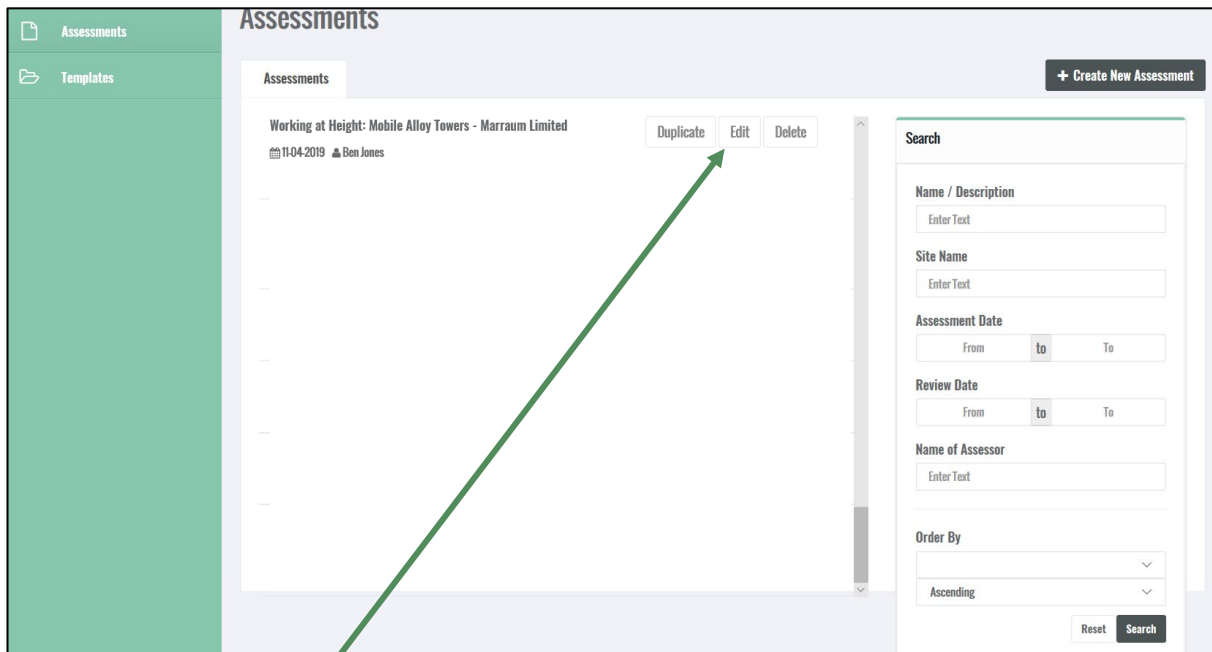 Assessments
Templates
Assessments
Assessments
+ Create New Assessment
Working at Height: Mobile Alloy Towers - Marraum Limited
11-04-2019 Ben Jones
Duplicate Edit Delete
Search
Name / Description
Enter Text
Site Name
Enter Text
Assessment Date
From to To
Review Date
From to To
Name of Assessor
Enter Text
Order By
Ascending
Reset Search